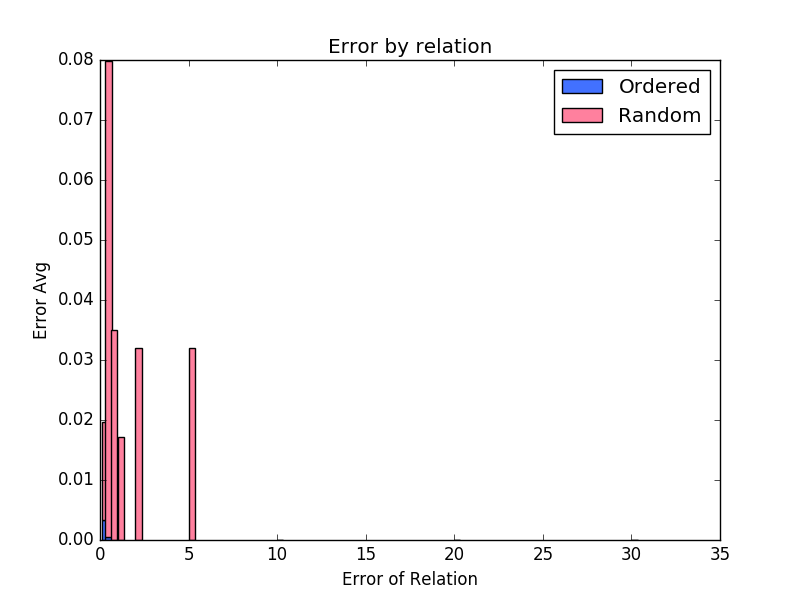 Error by relation
Ordered
Random
0.08
0.07
0.06
0.05
0.04
0.03
0.02
0.01
0.00
Error Avg
0 5 10 15 20 25 30 35
Error of Relation